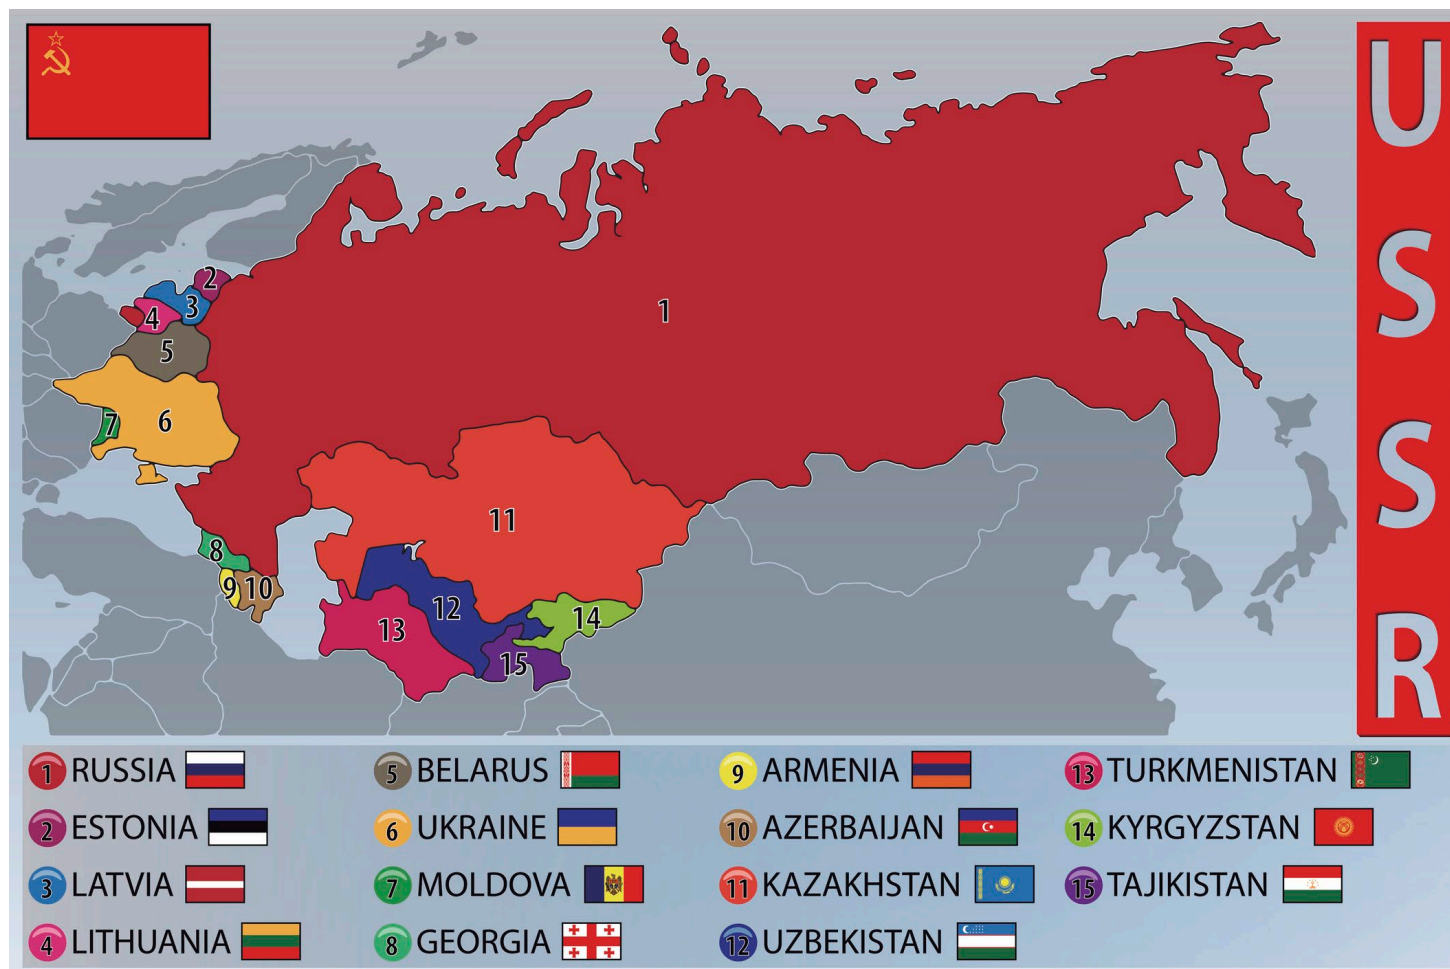 U
S
S
R
1
2
3
4
5
6
7
8
9
10
11
12
13
14
15
1 RUSSIA
2 ESTONIA
3 LATVIA
4 LITHUANIA
5 BELARUS
6 UKRAINE
7 MOLDOVA
8 GEORGIA
9 ARMENIA
10 AZERBAIJAN
11 KAZAKHSTAN
12 UZBEKISTAN
13 TURKMENISTAN
14 KYRGYZSTAN
15 TAJIKISTAN